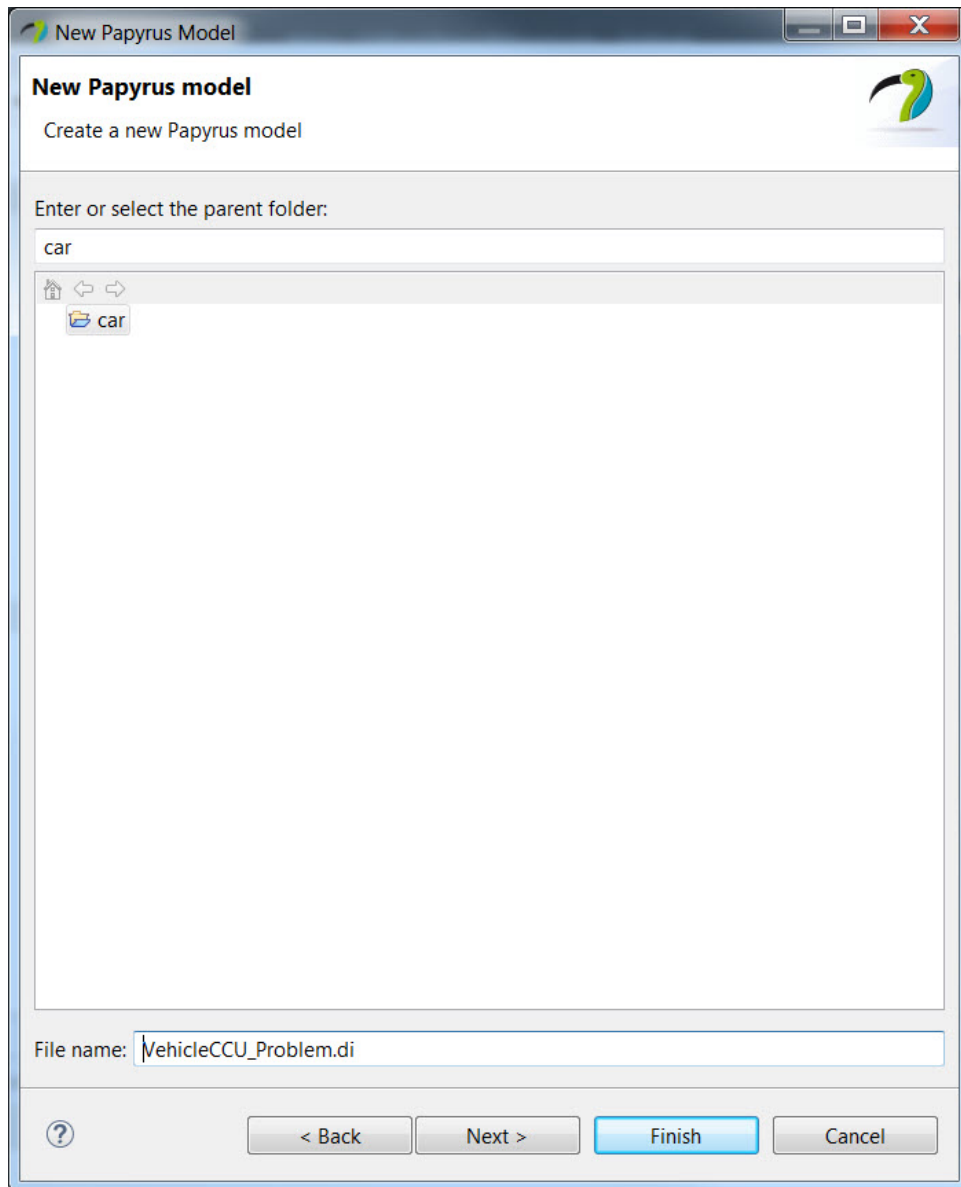 New Papyrus Model
New Papyrus model
Create a new Papyrus model
Enter or select the parent folder:
car
car
File name: VehicleCCU_Problem.di
? < Back Next > Finish Cancel